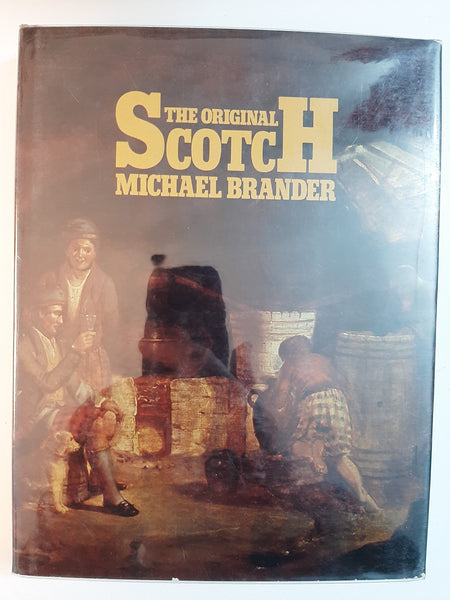 THE ORIGINAL
SCOTCH
MICHAEL BRANDER